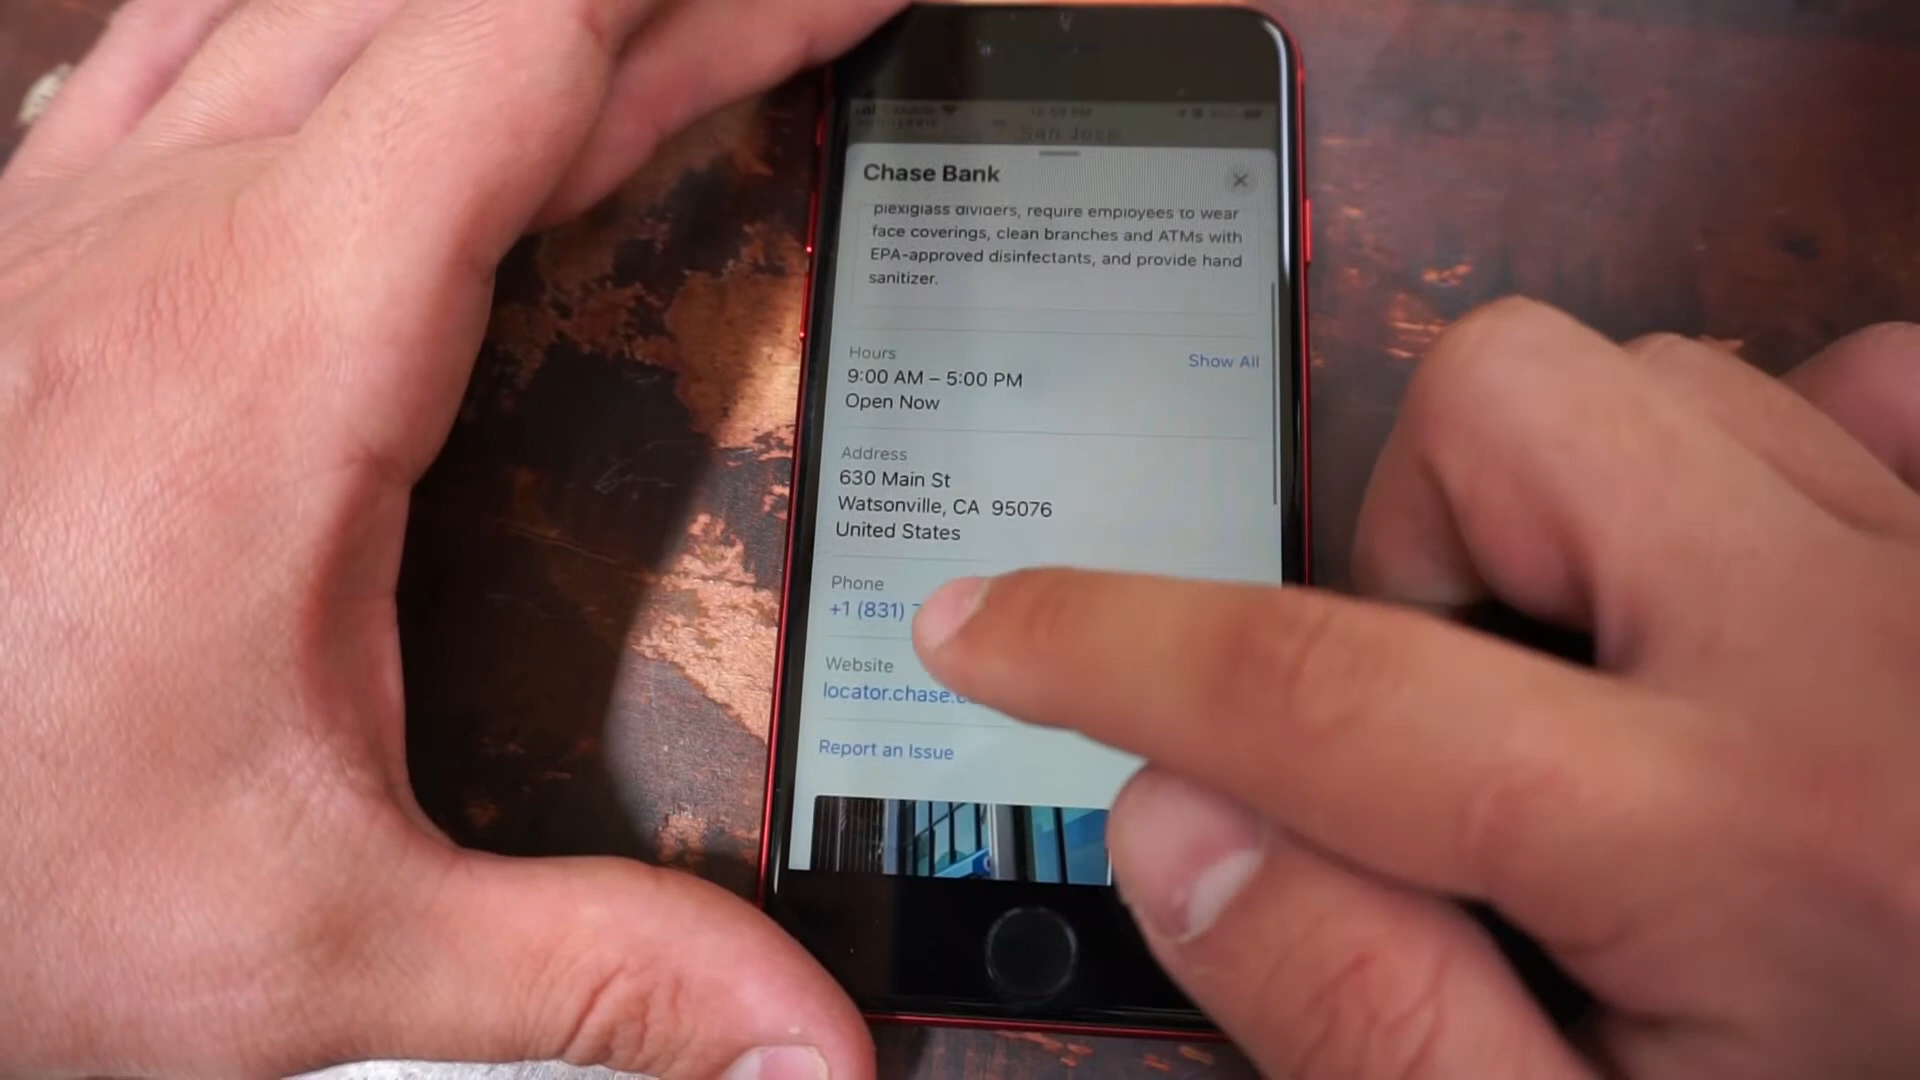 San Jose
Chase Bank
plexiglass dividers, require employees to wear
face coverings, clean branches and ATMs with
EPA-approved disinfectants, and provide hand
sanitizer.
Hours
Show All
9:00 AM – 5:00 PM
Open Now
Address
630 Main St
Watsonville, CA 95076
United States
Phone
+1 (831)
Website
locator.chase.
Report an Issue